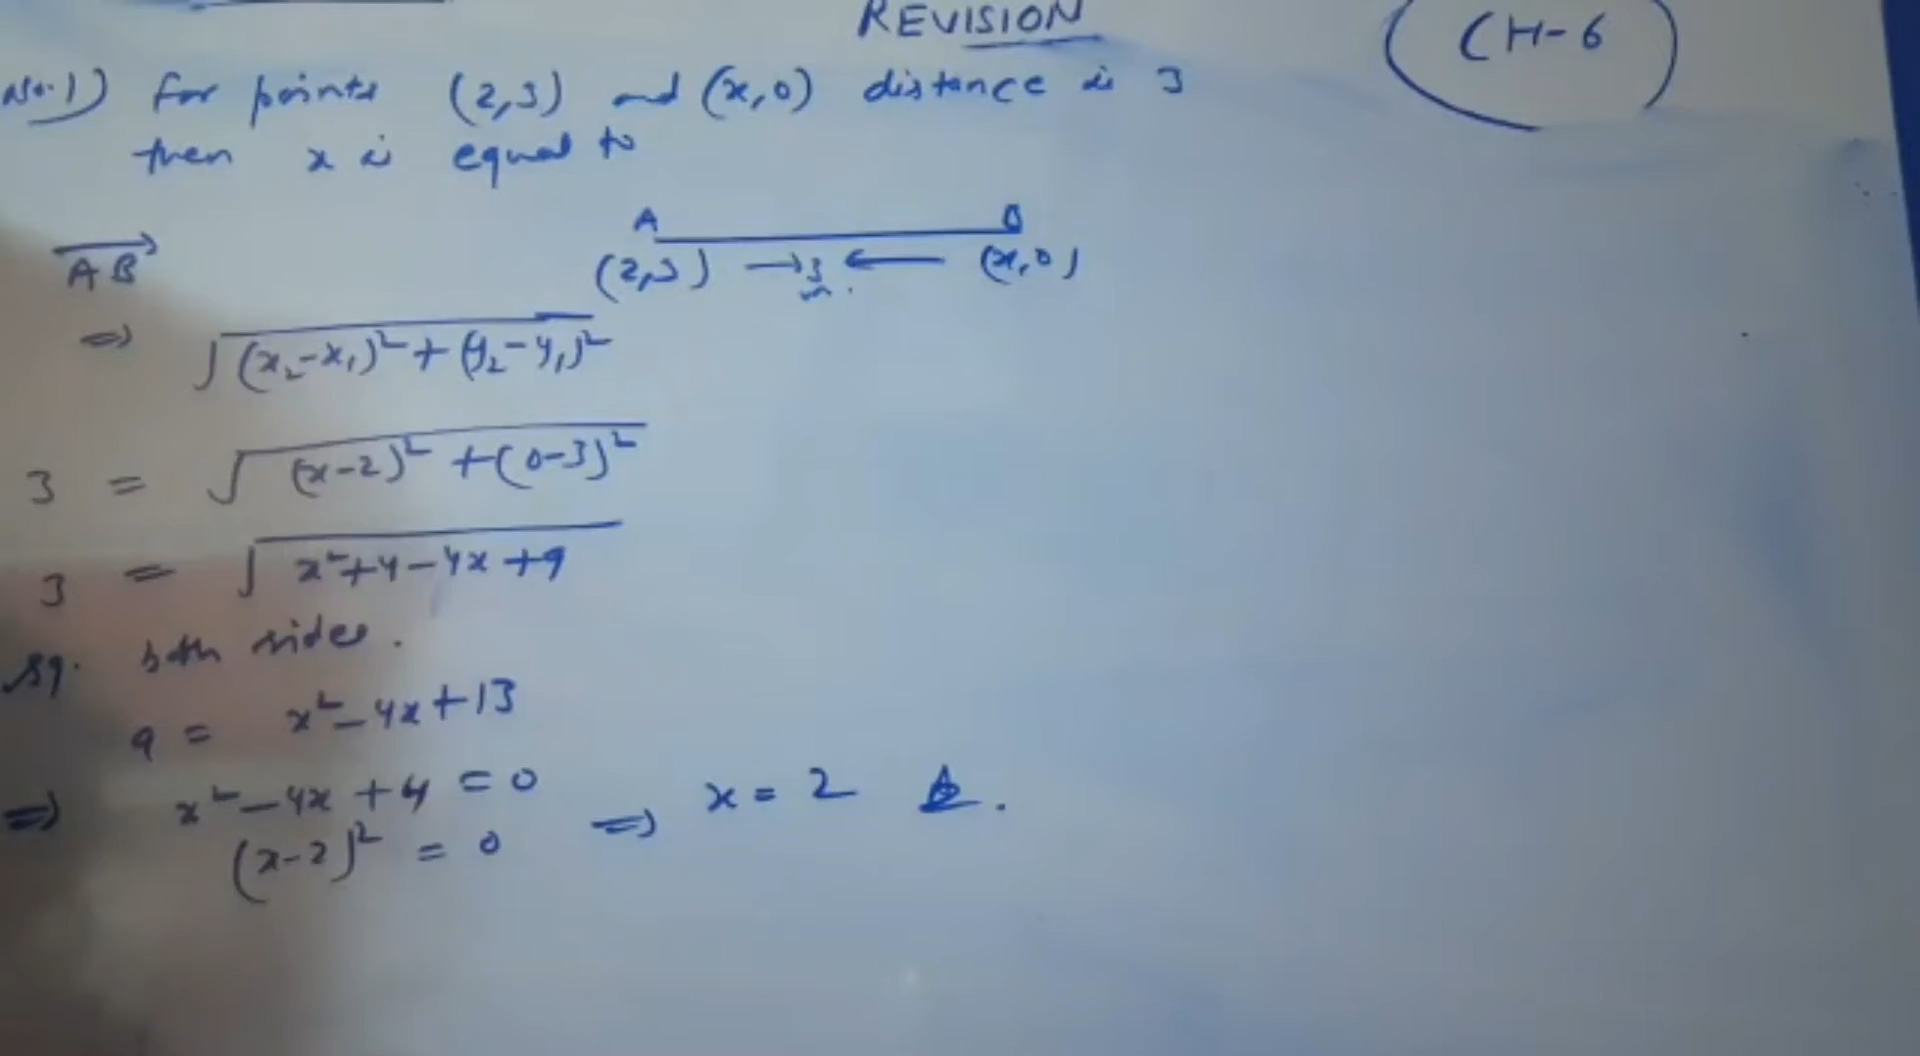 REVISION
CH-6
No.1) For points (2,3) and (x,0) distance is 3
then x is equal to
A B
(2,3) → 3 ← (x,0)
AB
⇒ √(x₂-x₁)²+(y₂-y₁)²
3 = √(x-2)²+(0-3)²
3 = √x²+4-4x+9
sq. both sides.
9 = x²-4x+13
⇒ x²-4x+4=0
(x-2)²=0 ⇒ x=2